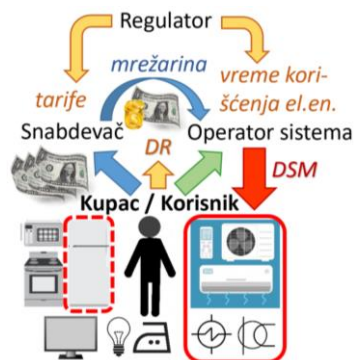 Regulator
mrežarina
tarife
vreme kori-
šćenja el.en.
Snabdevač
Operator sistema
DR
DSM
Kupac / Korisnik